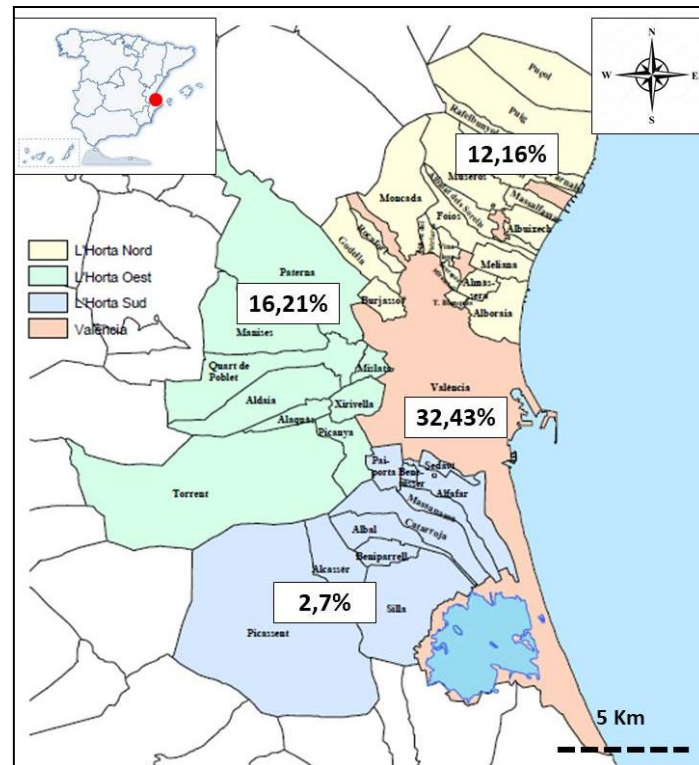 N
W
E
S
Puçol
Puig
Rafelbunyol
12,16%
Museros
Massalfassar
Moncada
Albalat dels Sorells
Foios
Albuixech
Rocafort
Godella
Meliana
Almàssera
Burjassot
T. Blanques
Alboraia
L'Horta Nord
L'Horta Oest
L'Horta Sud
València
Paterna
16,21%
Manises
Quart de
Poblet
Mislata
Aldaia
Xirivella
Alaquàs
Picanya
València
32,43%
Torrent
Paiporta
Benetússer
Sedaví
Alfafar
Massanassa
Catarroja
Albal
Beniparrell
Alcàsser
2,7%
Silla
Picassent
5 Km